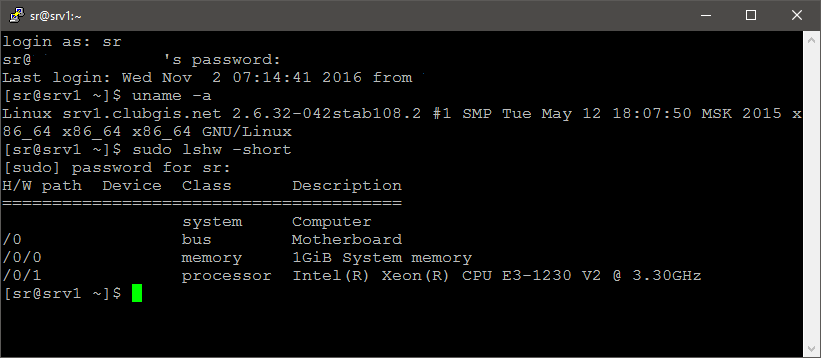 sr@srv1:~
login as: sr
sr@ 's password:
Last login: Wed Nov  2 07:14:41 2016 from
[sr@srv1 ~]$ uname -a
Linux srv1.clubgis.net 2.6.32-042stab108.2 #1 SMP Tue May 12 18:07:50 MSK 2015 x
86_64 x86_64 x86_64 GNU/Linux
[sr@srv1 ~]$ sudo lshw -short
[sudo] password for sr:
H/W path  Device  Class      Description
========================================
system     Computer
/0                bus        Motherboard
/0/0              memory     1GiB System memory
/0/1              processor  Intel(R) Xeon(R) CPU E3-1230 V2 @ 3.30GHz
[sr@srv1 ~]$